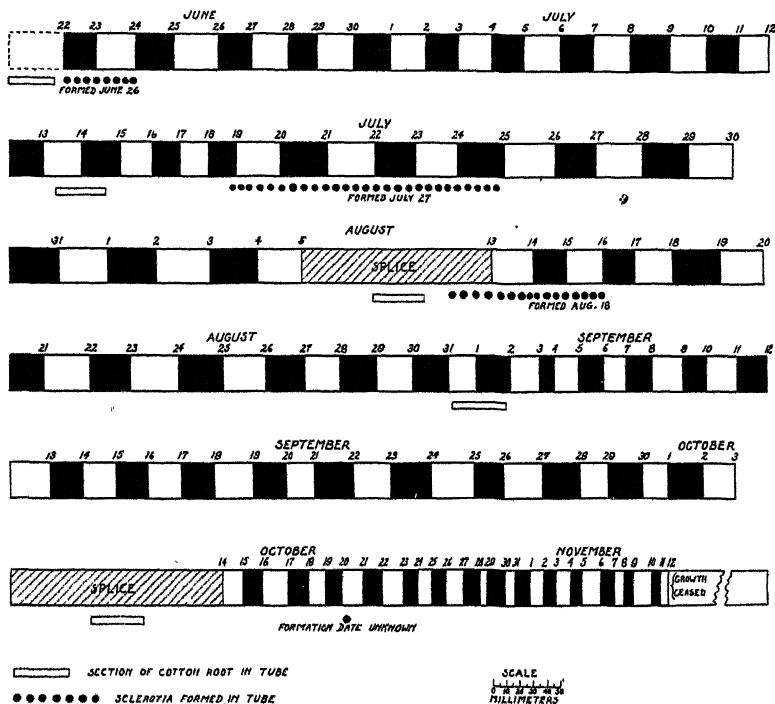 JUNE JULY
22 23 24 25 26 27 28 29 30 1 2 3 4 5 6 7 8 9 10 11 12
FORMED JUNE 26
JULY
13 14 15 16 17 18 19 20 21 22 23 24 25 26 27 28 29 30
FORMED JULY 27
AUGUST
31 1 2 3 4 5 13 14 15 16 17 18 19 20
SPLICE
FORMED AUG. 18
AUGUST SEPTEMBER
21 22 23 24 25 26 27 28 29 30 31 1 2 3 4 5 6 7 8 9 10 11 12
SEPTEMBER OCTOBER
13 14 15 16 17 18 19 20 21 22 23 24 25 26 27 28 29 30 1 2 3
OCTOBER NOVEMBER
14 15 16 17 18 19 20 21 22 23 24 25 26 27 28 29 30 31 1 2 3 4 5 6 7 8 9 10 11 12
SPLICE
GROWTH
CEASED
FORMATION DATE UNKNOWN
SECTION OF COTTON ROOT IN TUBE
SCLEROTIA FORMED IN TUBE
SCALE
0 10 20 30 40 50
MILLIMETERS